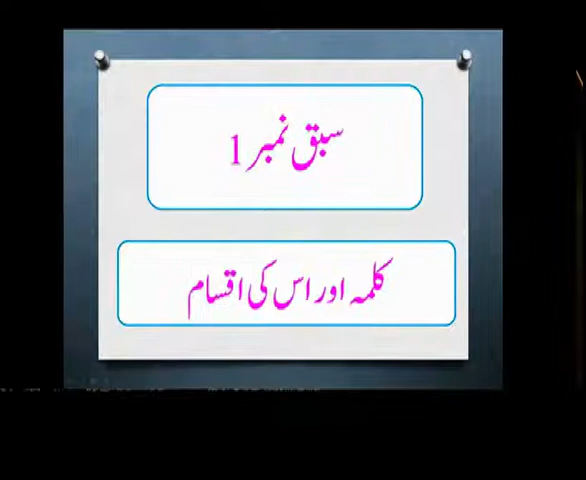 سبق نمبر 1
کلمہ اور اس کی اقسام